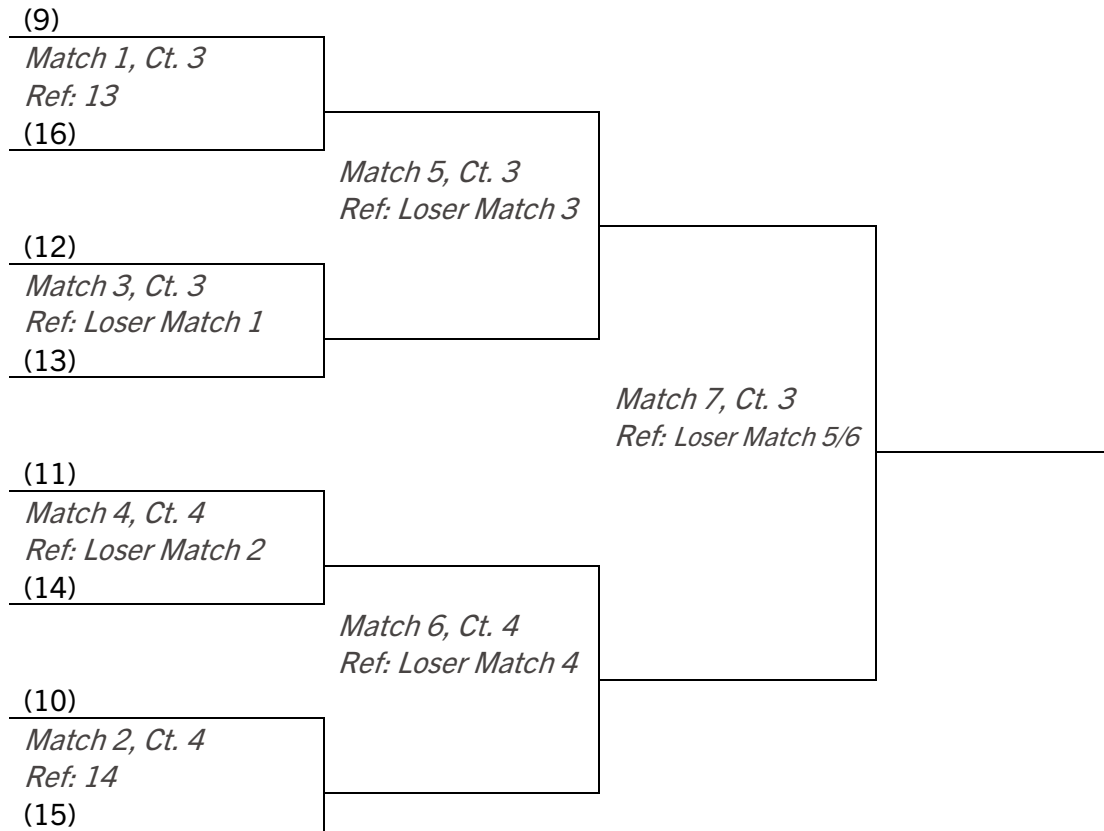 (9)
Match 1, Ct. 3
Ref: 13
(16)
Match 5, Ct. 3
Ref: Loser Match 3
(12)
Match 3, Ct. 3
Ref: Loser Match 1
(13)
Match 7, Ct. 3
Ref: Loser Match 5/6
(11)
Match 4, Ct. 4
Ref: Loser Match 2
(14)
Match 6, Ct. 4
Ref: Loser Match 4
(10)
Match 2, Ct. 4
Ref: 14
(15)